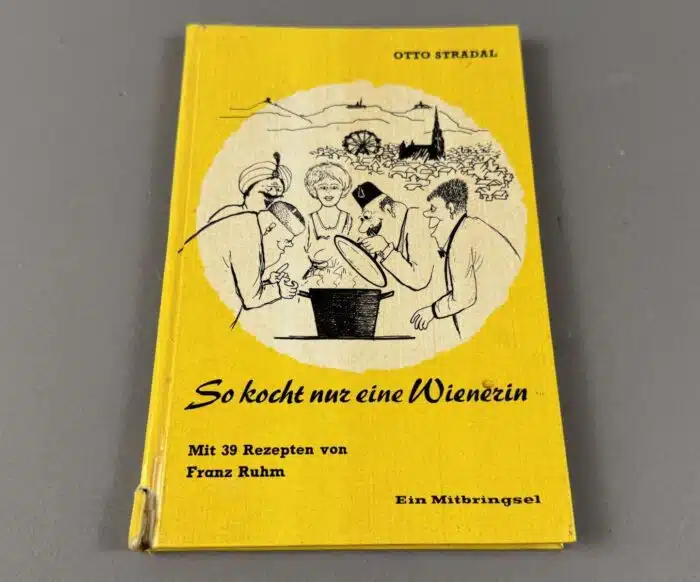 OTTO STRADAL
So kocht nur eine Wienerin
Mit 39 Rezepten von
Franz Ruhm
Ein Mitbringsel